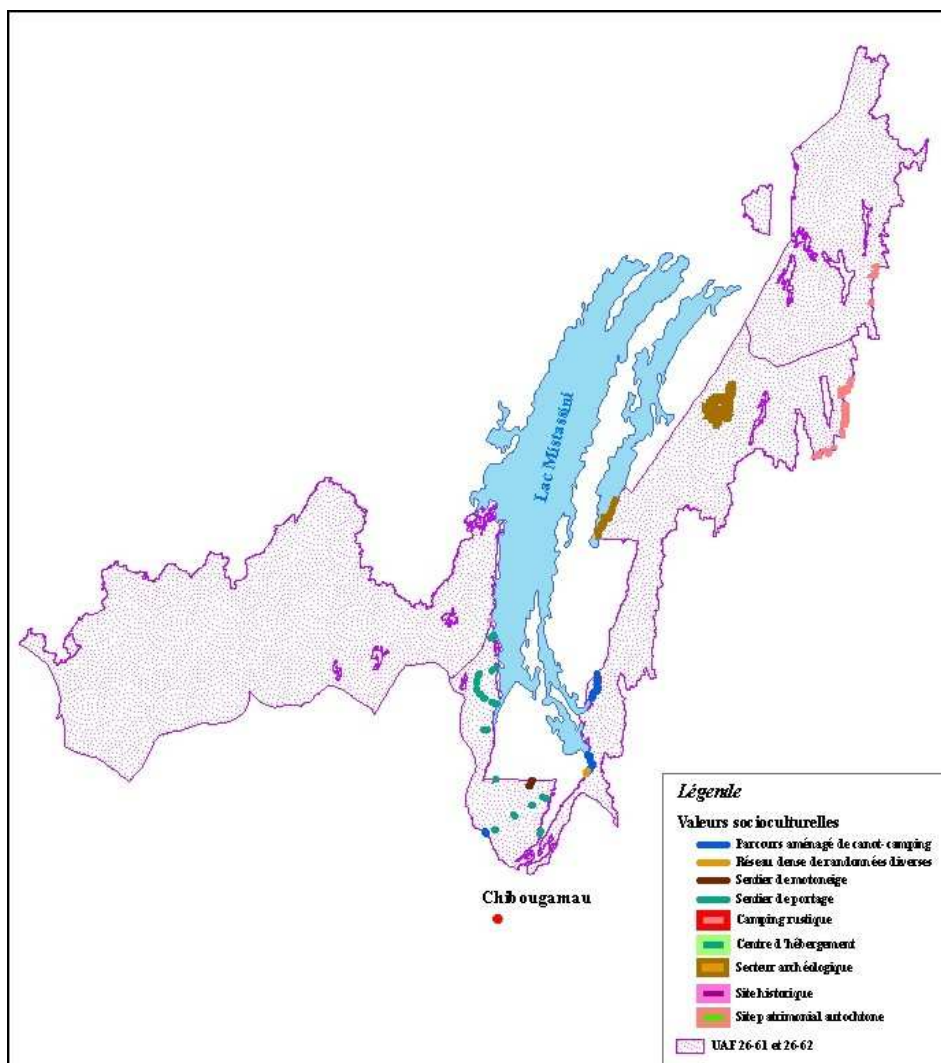 Lac Mistassini
Chibougamau
Légende
Valeurs socioculturelles
Parcours aménagé de canot-camping
Réseau dense de randonnées diverses
Sentier de motoneige
Sentier de portage
Camping rustique
Centre d'hébergement
Secteur archéologique
Site historique
Site patrimonial autochtone
UAF 26-61 et 26-62